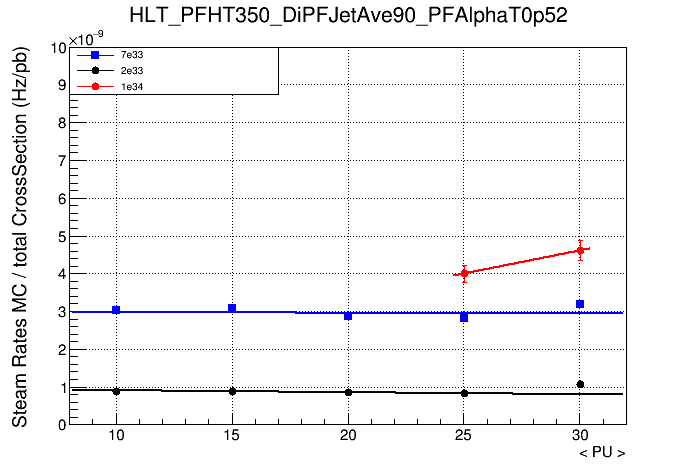 HLT_PFHT350_DiPFJetAve90_PFAlphaT0p52
×10⁻⁹
7e33
2e33
1e34
Steam Rates MC / total CrossSection (Hz/pb)
10
9
8
7
6
5
4
3
2
1
0
10 15 20 25 30
< PU >